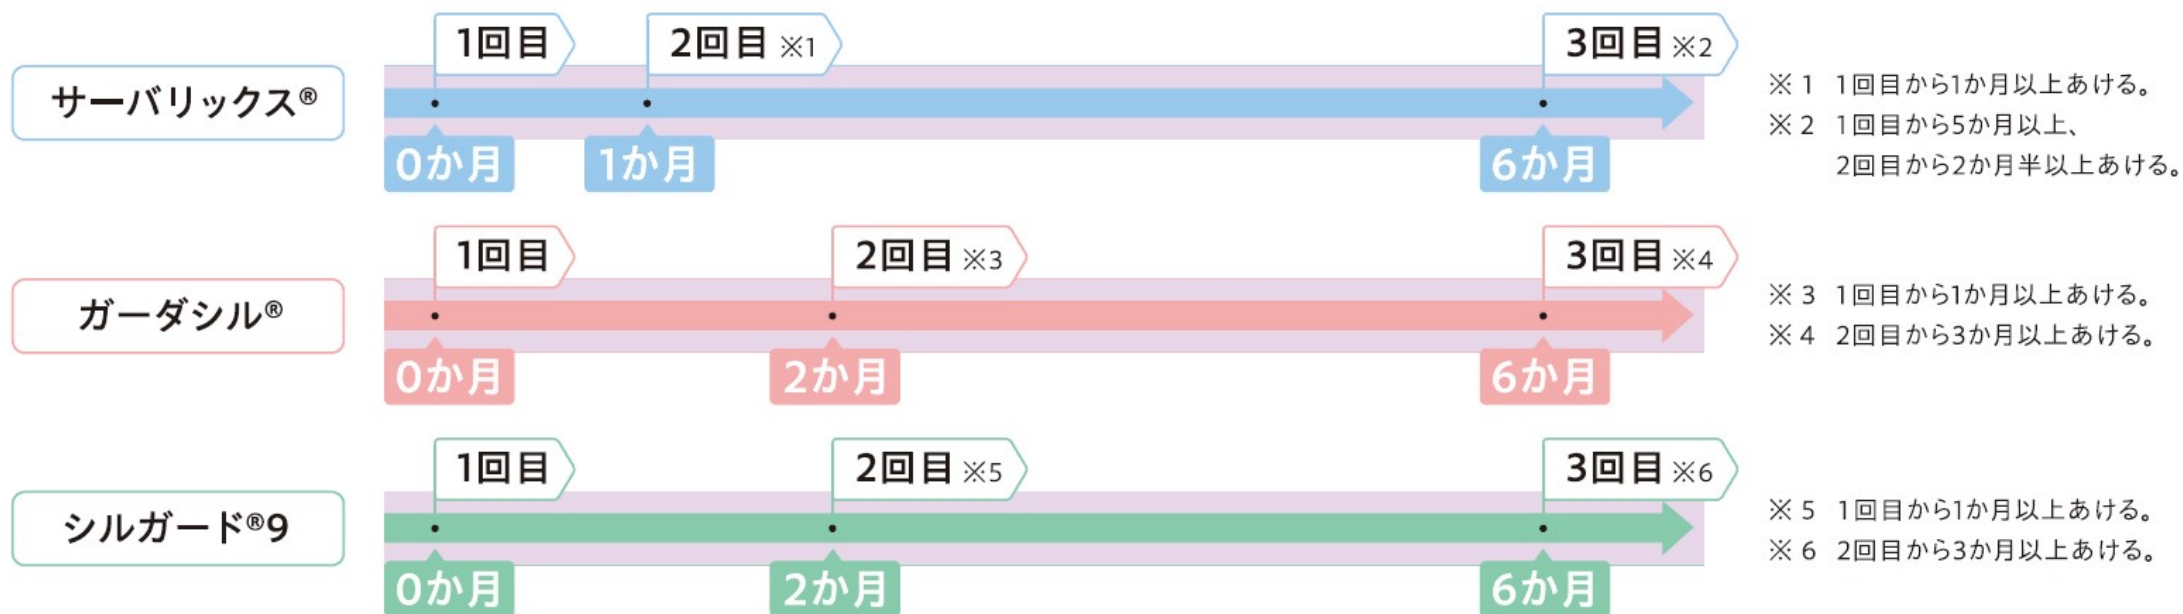 1回目
2回目 ※1
3回目 ※2
サーバリックス®
0か月
1か月
6か月
※1 1回目から1か月以上あける。
※2 1回目から5か月以上、
2回目から2か月半以上あける。
1回目
2回目 ※3
3回目 ※4
ガーダシル®
0か月
2か月
6か月
※3 1回目から1か月以上あける。
※4 2回目から3か月以上あける。
1回目
2回目 ※5
3回目 ※6
シルガード®9
0か月
2か月
6か月
※5 1回目から1か月以上あける。
※6 2回目から3か月以上あける。